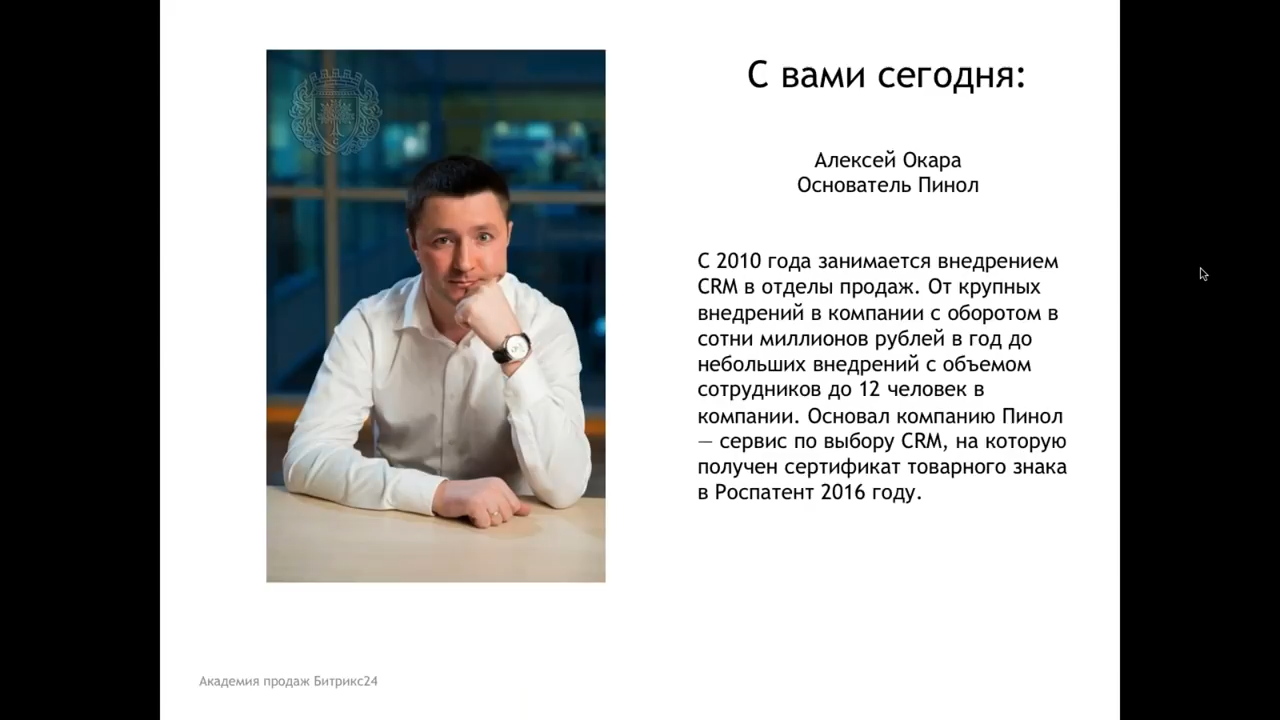 С вами сегодня:
Алексей Окара
Основатель Пинол
С 2010 года занимается внедрением
CRM в отделы продаж. От крупных
внедрений в компании с оборотом в
сотни миллионов рублей в год до
небольших внедрений с объемом
сотрудников до 12 человек в
компании. Основал компанию Пинол
— сервис по выбору CRM, на которую
получен сертификат товарного знака
в Роспатент 2016 году.
Академия продаж Битрикс24